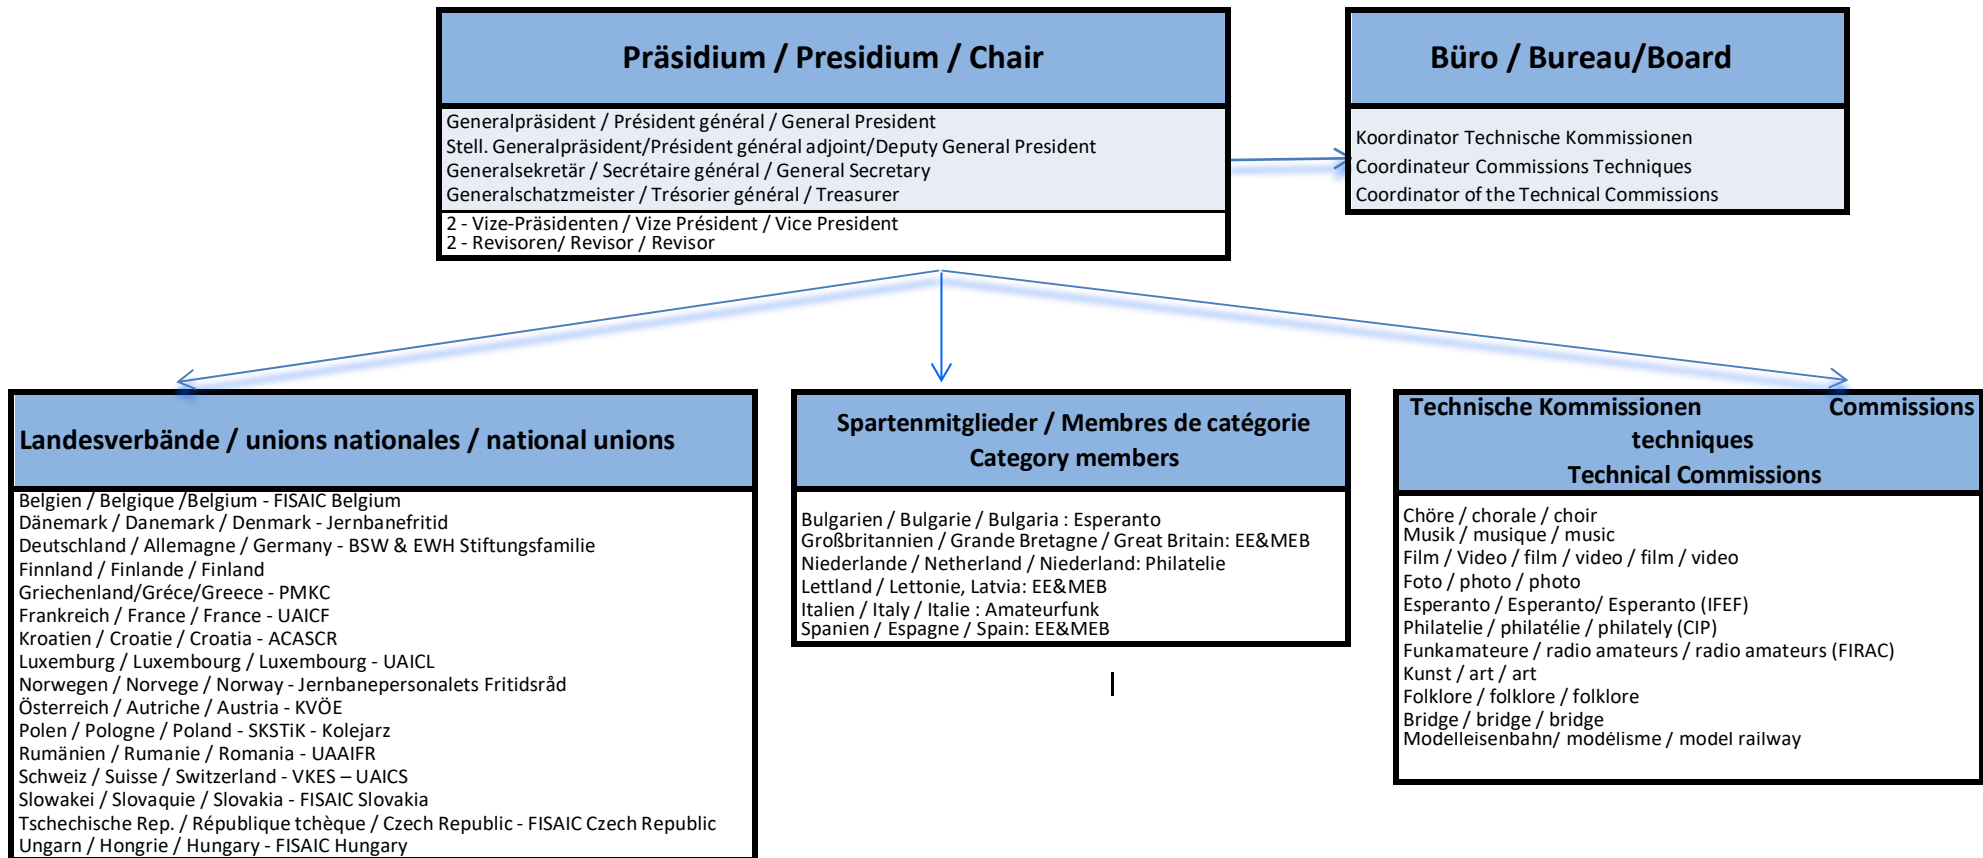 Präsidium / Presidium / Chair
Generalpräsident / Président général / General President
Stell. Generalpräsident/Président général adjoint/Deputy General President
Generalsekretär / Secrétaire général / General Secretary
Generalschatzmeister / Trésorier général / Treasurer
2 - Vize-Präsidenten / Vize Président / Vice President
2 - Revisoren/ Revisor / Revisor
Büro / Bureau/Board
Koordinator Technische Kommissionen
Coordinateur Commissions Techniques
Coordinator of the Technical Commissions
Landesverbände / unions nationales / national unions
Belgien / Belgique /Belgium - FISAIC Belgium
Dänemark / Danemark / Denmark - Jernbanefritid
Deutschland / Allemagne / Germany - BSW & EWH Stiftungsfamilie
Finnland / Finlande / Finland
Griechenland/Gréce/Greece - PMKC
Frankreich / France / France - UAICF
Kroatien / Croatie / Croatia - ACASCR
Luxemburg / Luxembourg / Luxembourg - UAICL
Norwegen / Norvege / Norway - Jernbanepersonalets Fritidsråd
Österreich / Autriche / Austria - KVÖE
Polen / Pologne / Poland - SKSTiK - Kolejarz
Rumänien / Rumanie / Romania - UAAIFR
Schweiz / Suisse / Switzerland - VKES – UAICS
Slowakei / Slovaquie / Slovakia - FISAIC Slovakia
Tschechische Rep. / République tchèque / Czech Republic - FISAIC Czech Republic
Ungarn / Hongrie / Hungary - FISAIC Hungary
Spartenmitglieder / Membres de catégorie
Category members
Bulgarien / Bulgarie / Bulgaria : Esperanto
Großbritannien / Grande Bretagne / Great Britain: EE&MEB
Niederlande / Netherland / Niederland: Philatelie
Lettland / Lettonie, Latvia: EE&MEB
Italien / Italy / Italie : Amateurfunk
Spanien / Espagne / Spain: EE&MEB
Technische Kommissionen Commissions
techniques
Technical Commissions
Chöre / chorale / choir
Musik / musique / music
Film / Video / film / video / film / video
Foto / photo / photo
Esperanto / Esperanto/ Esperanto (IFEF)
Philatelie / philatélie / philately (CIP)
Funkamateure / radio amateurs / radio amateurs (FIRAC)
Kunst / art / art
Folklore / folklore / folklore
Bridge / bridge / bridge
Modelleisenbahn/ modélisme / model railway